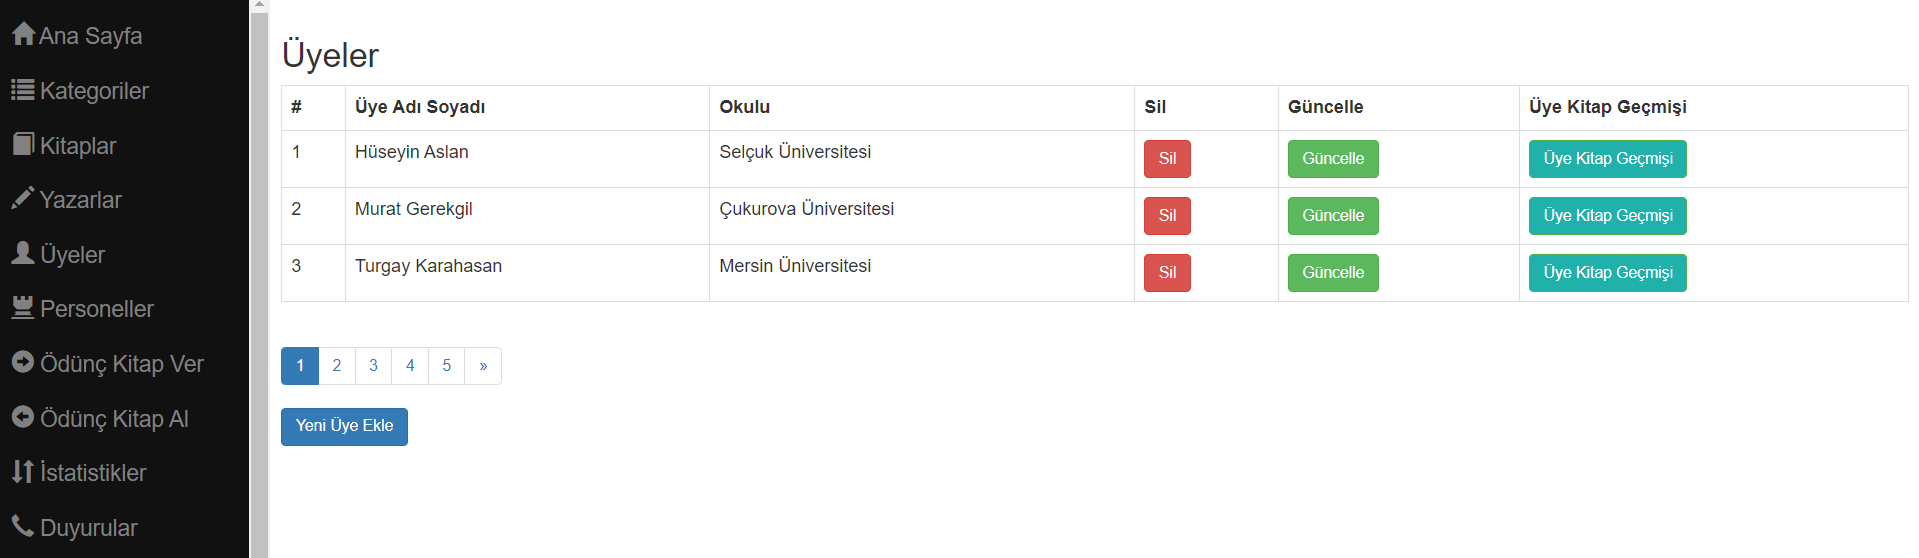 Ana Sayfa
Kategoriler
Kitaplar
Yazarlar
Üyeler
Personeller
Ödünç Kitap Ver
Ödünç Kitap Al
İstatistikler
Duyurular
Üyeler
# Üye Adı Soyadı Okulu Sil Güncelle Üye Kitap Geçmişi
1 Hüseyin Aslan Selçuk Üniversitesi Sil Güncelle Üye Kitap Geçmişi
2 Murat Gerekgil Çukurova Üniversitesi Sil Güncelle Üye Kitap Geçmişi
3 Turgay Karahasan Mersin Üniversitesi Sil Güncelle Üye Kitap Geçmişi
1 2 3 4 5 »
Yeni Üye Ekle